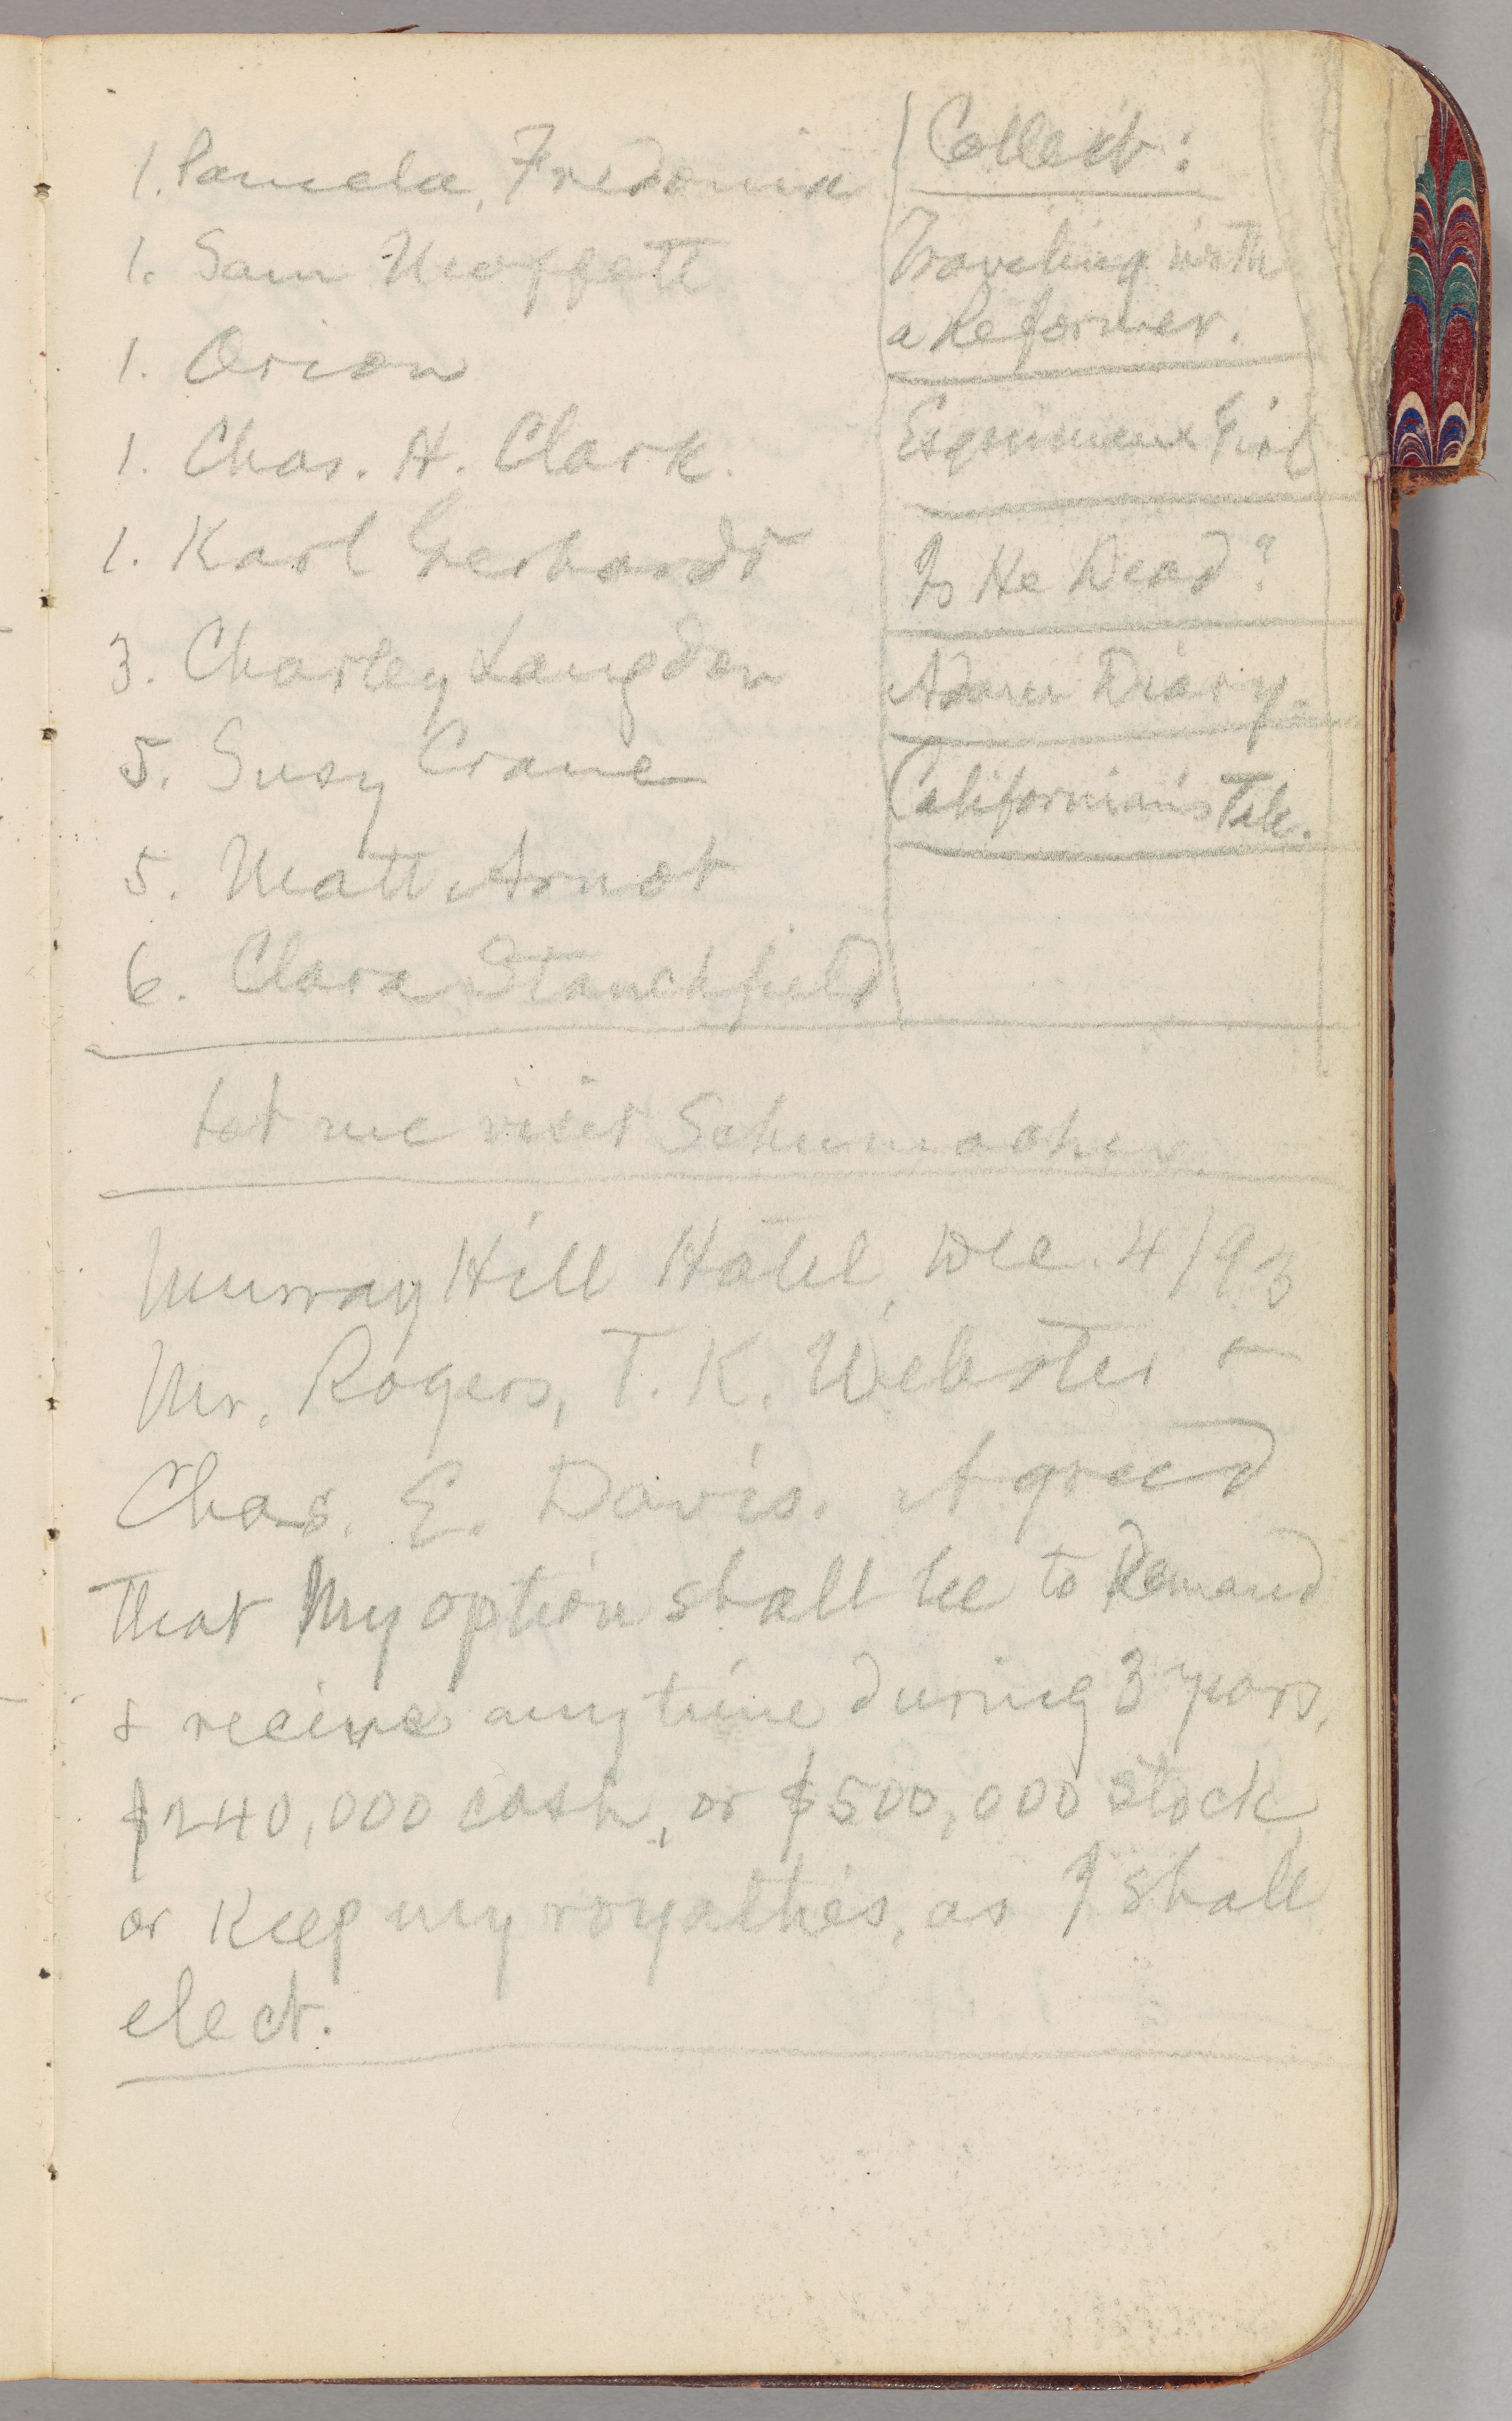 1. Pamela, Fredonia
1. Sam Moffett
1. Orion
1. Chas. H. Clark.
1. Karl Gerhardt
3. Charley Langdon
5. Susy Crane
5. Matt. Arnot
6. Clara Stanchfield
Collect:
Traveling with
a Reformer.
Esquimaux Girl
Is He Dead?
Adam Diary.
Californian's Tale.
Let me visit Schumacher.
Murray Hill Hotel, Dec. 4/93
Mr. Rogers, T. K. Webster &
Chas. E. Davis. Agreed
that My option shall be to Demand
& receive any time during 3 years,
$240,000 cash, or $500,000 stock,
or keep my royalties, as I shall
elect.